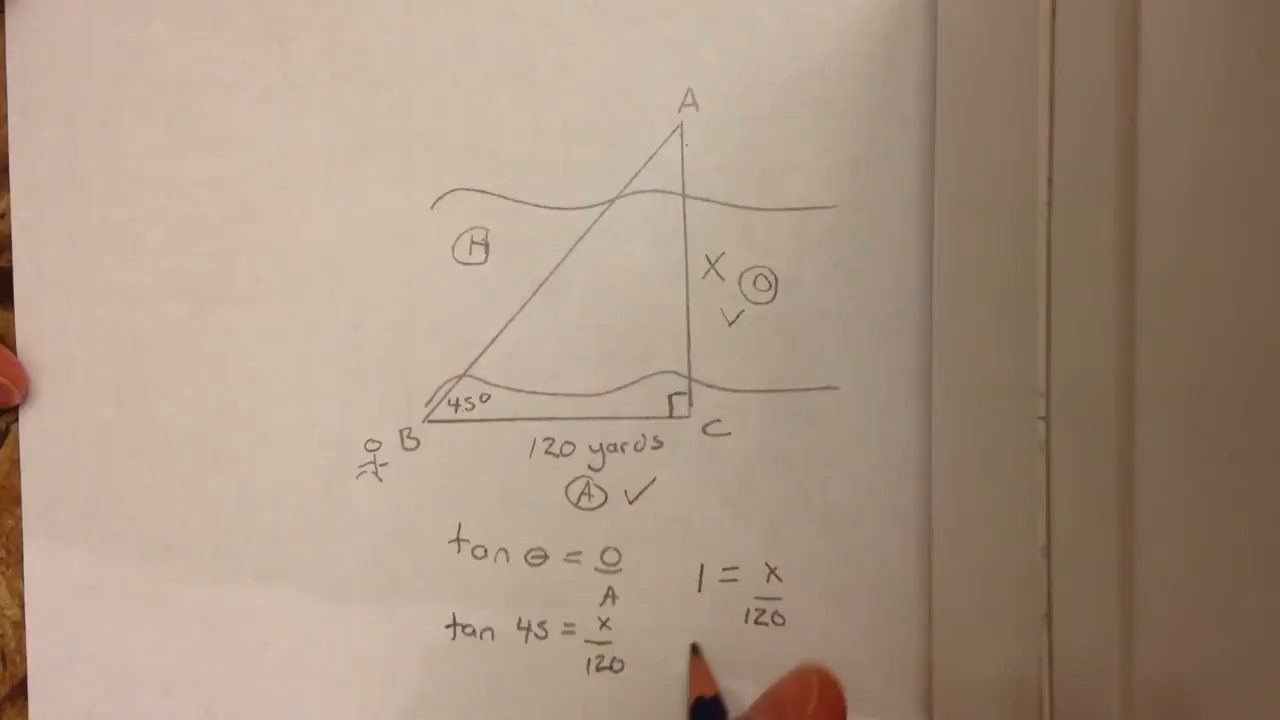 A
H
X O
45°
B C
120 yards
A
tan θ = O/A
tan 45 = x/120
1 = x/120